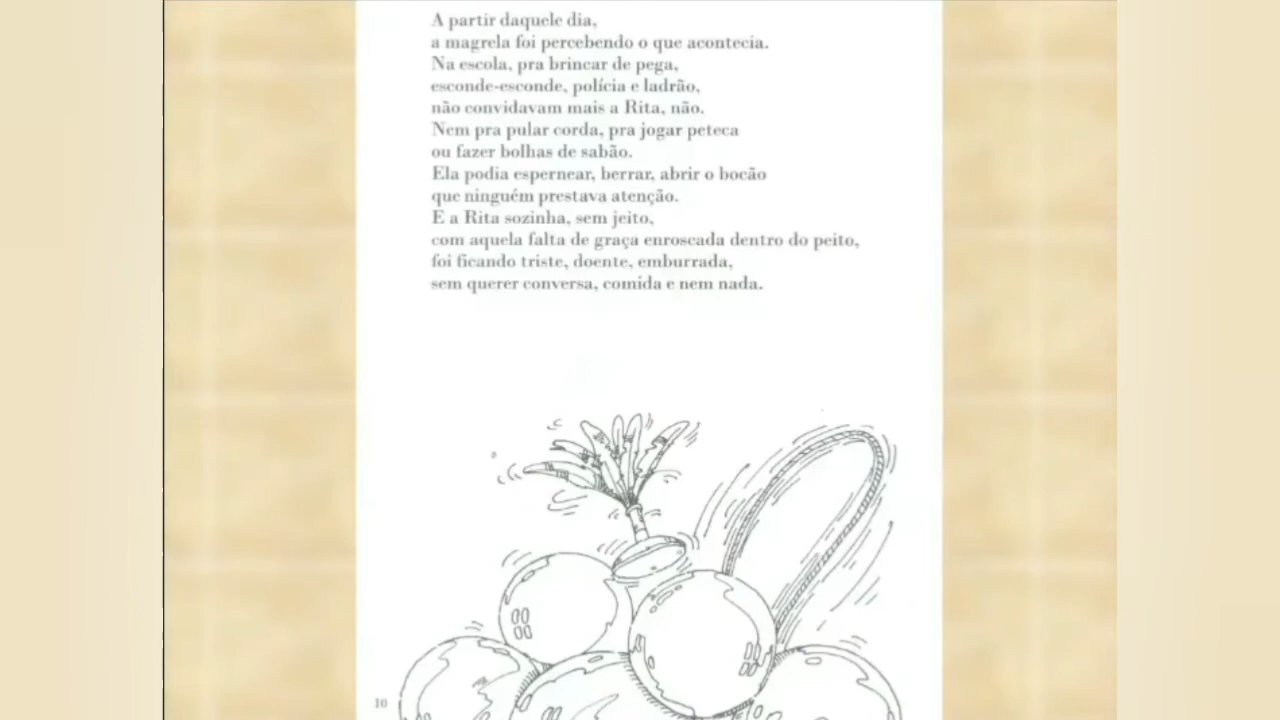 A partir daquele dia,
a magrela foi percebendo o que acontecia.
Na escola, pra brincar de pega,
esconde-esconde, polícia e ladrão,
não convidavam mais a Rita, não.
Nem pra pular corda, pra jogar peteca
ou fazer bolhas de sabão.
Ela podia espernear, berrar, abrir o bocão
que ninguém prestava atenção.
E a Rita sozinha, sem jeito,
com aquela falta de graça enroscada dentro do peito,
foi ficando triste, doente, emburrada,
sem querer conversa, comida e nem nada.
10